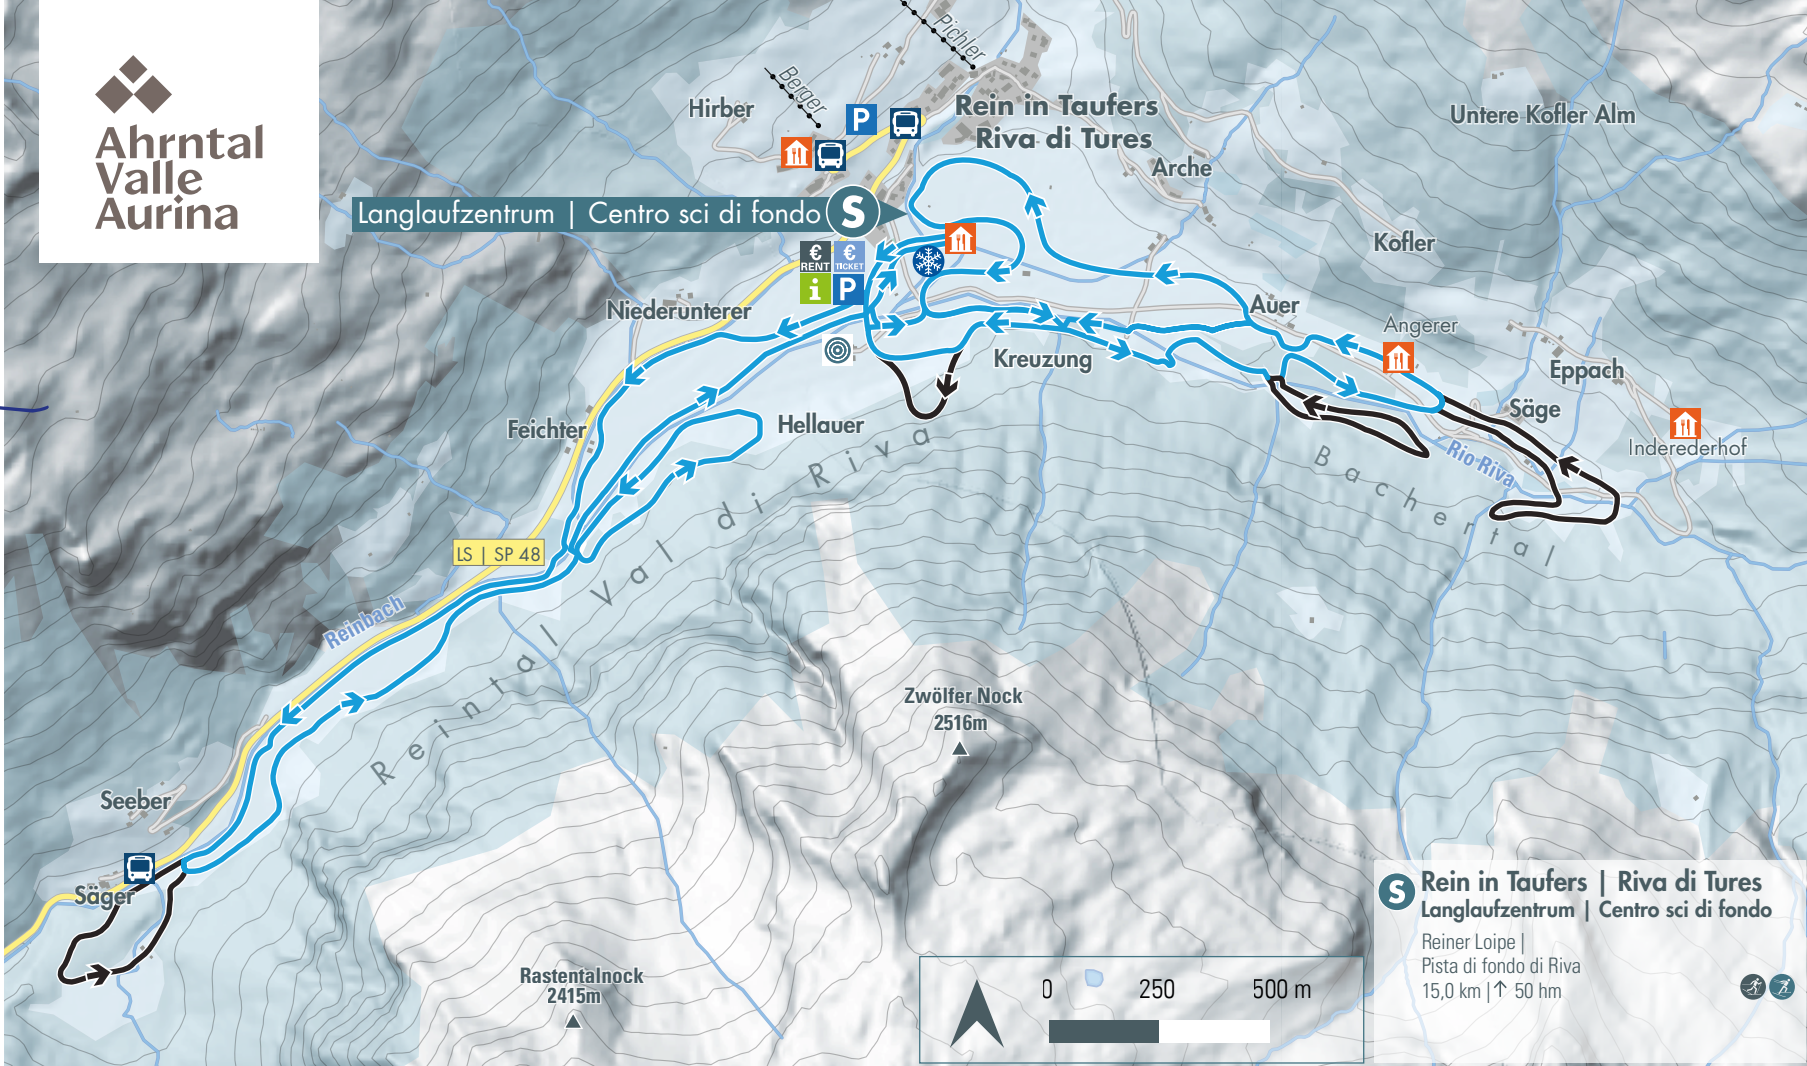 Ahrntal
Valle
Aurina
Pichler
Berger
Hirber
P
Rein in Taufers
Riva di Tures
Untere Kofler Alm
Arche
Langlaufzentrum | Centro sci di fondo
S
Kofler
€
RENT
€
TICKET
i
P
Niederunterer
Auer
Angerer
Kreuzung
Eppach
Säge
Feichter
Hellauer
Inderederhof
Rio Riva
Bachertal
LS | SP 48
Reinbach
Reintal Val di Riva
Zwölfer Nock
2516m
Seeber
Säger
Rastentalnock
2415m
0 250 500 m
S
Rein in Taufers | Riva di Tures
Langlaufzentrum | Centro sci di fondo
Reiner Loipe |
Pista di fondo di Riva
15,0 km | ↑ 50 hm